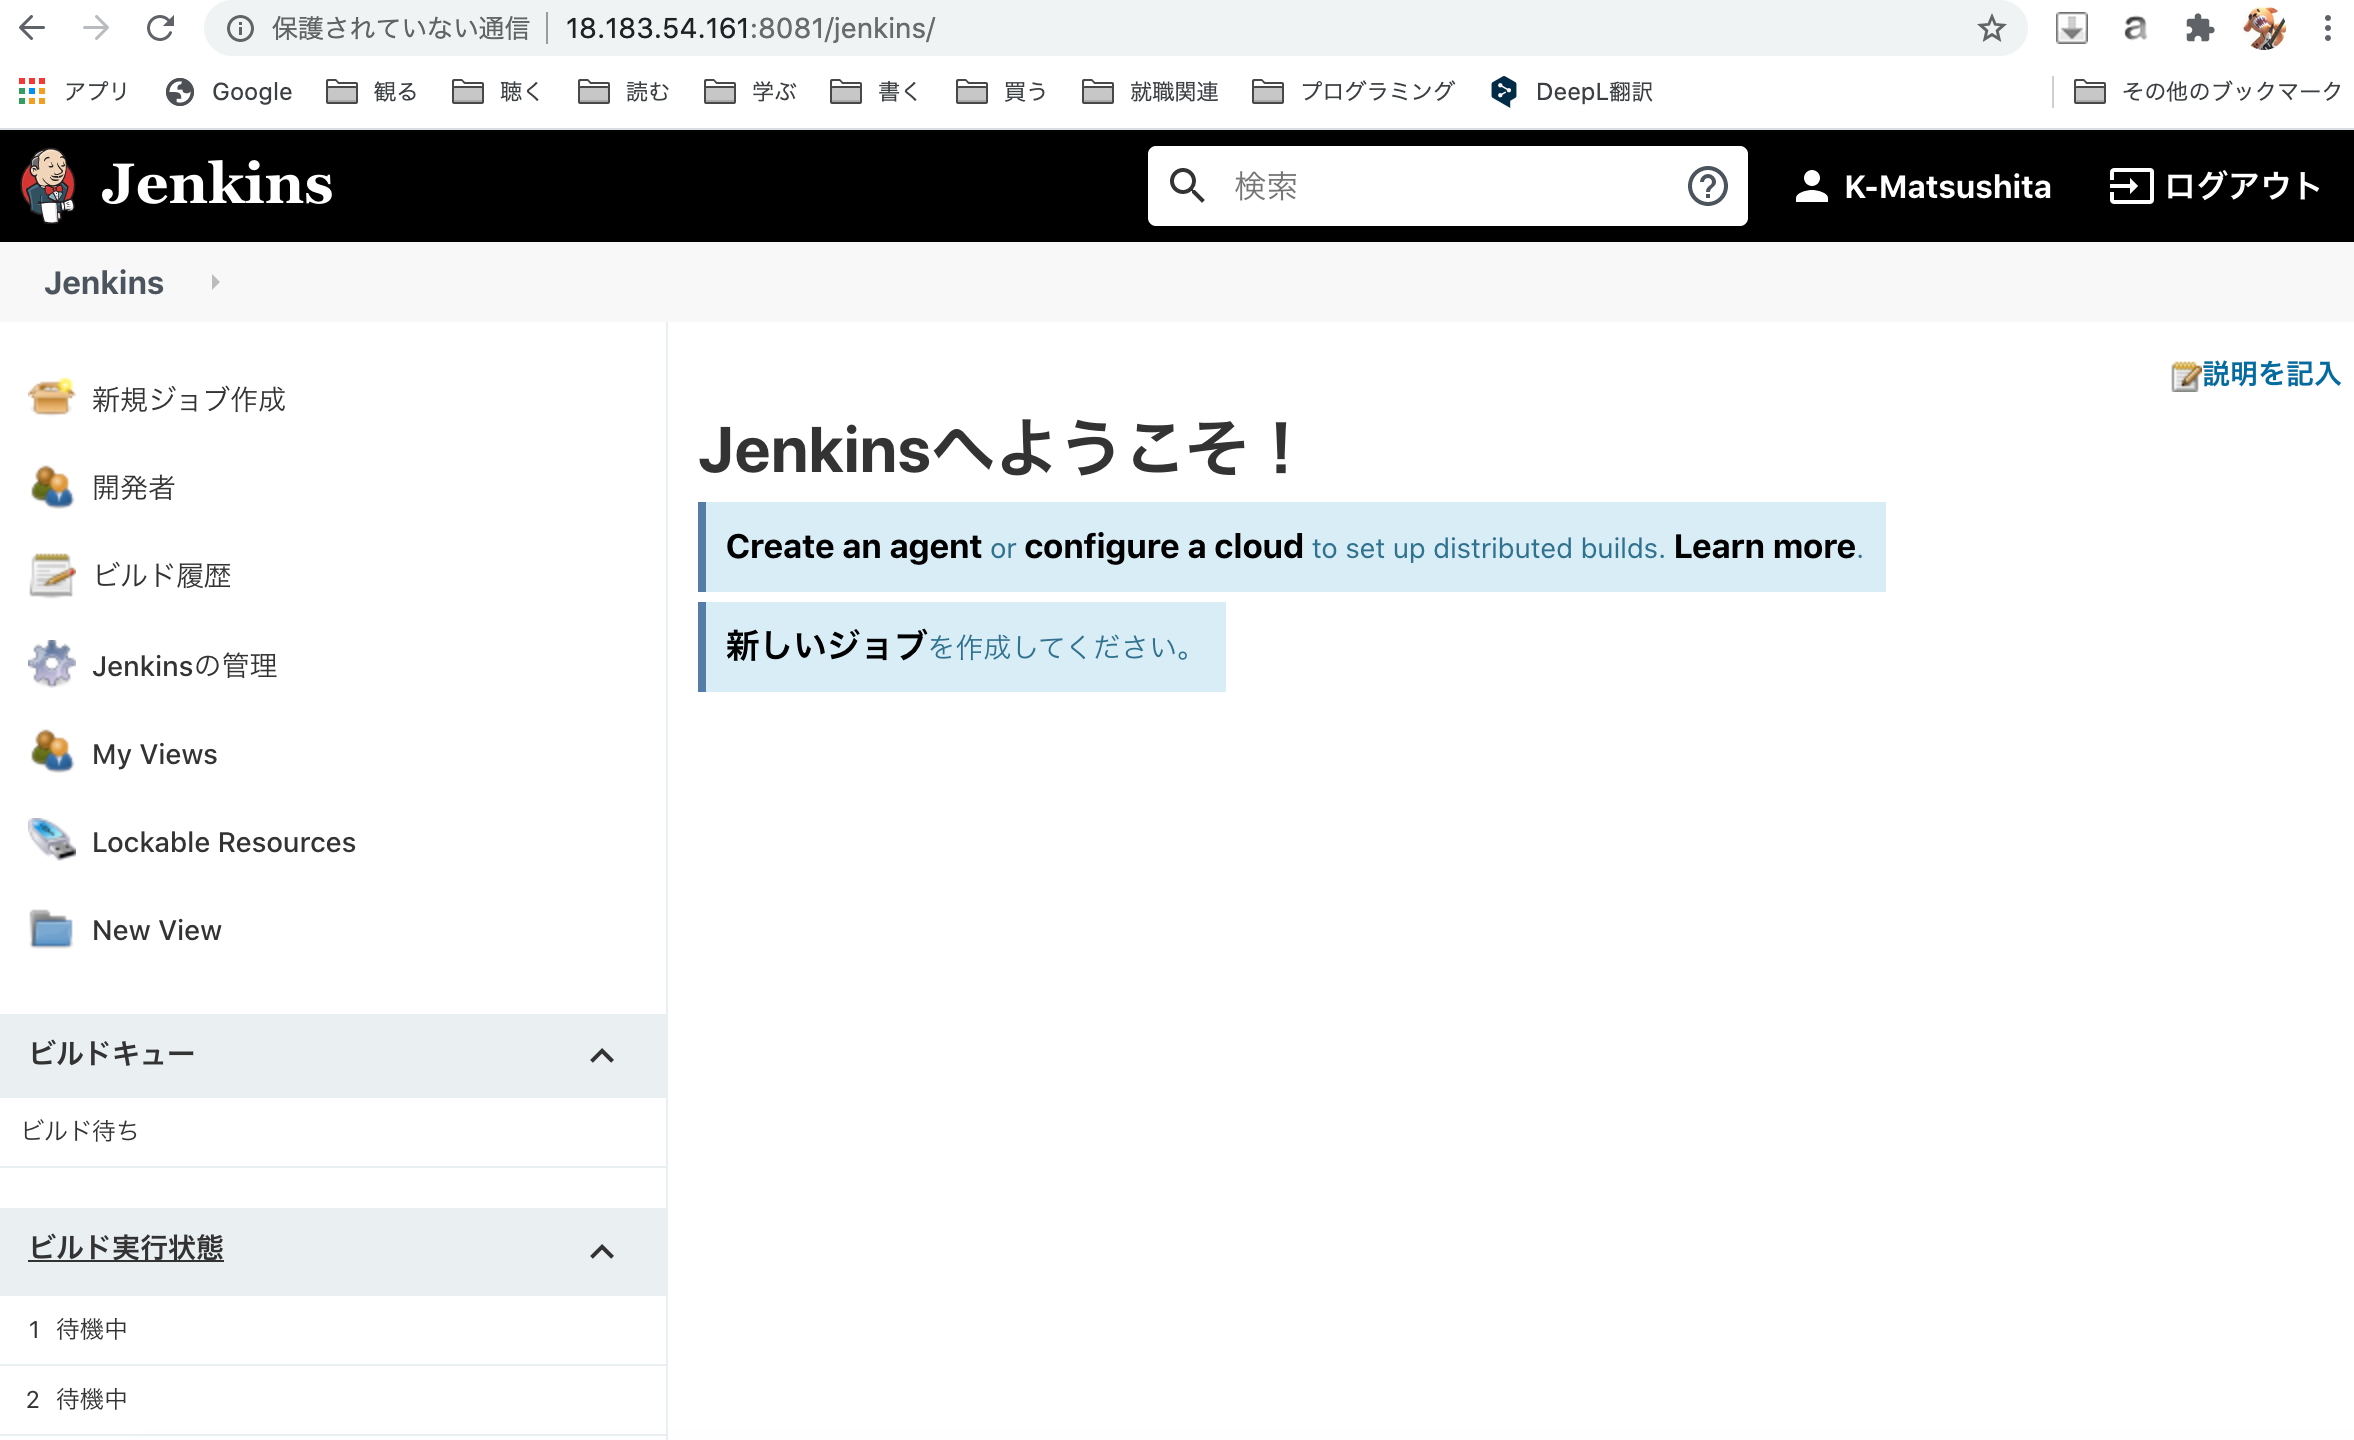 保護されていない通信 18.183.54.161:8081/jenkins/
アプリ Google 観る 聴く 読む 学ぶ 書く 買う 就職関連 プログラミング DeepL翻訳 その他のブックマーク
Jenkins 検索 K-Matsushita ログアウト
Jenkins
説明を記入
新規ジョブ作成
開発者
ビルド履歴
Jenkinsの管理
My Views
Lockable Resources
New View
ビルドキュー
ビルド待ち
ビルド実行状態
1 待機中
2 待機中
Jenkinsへようこそ！
Create an agent or configure a cloud to set up distributed builds. Learn more.
新しいジョブを作成してください。